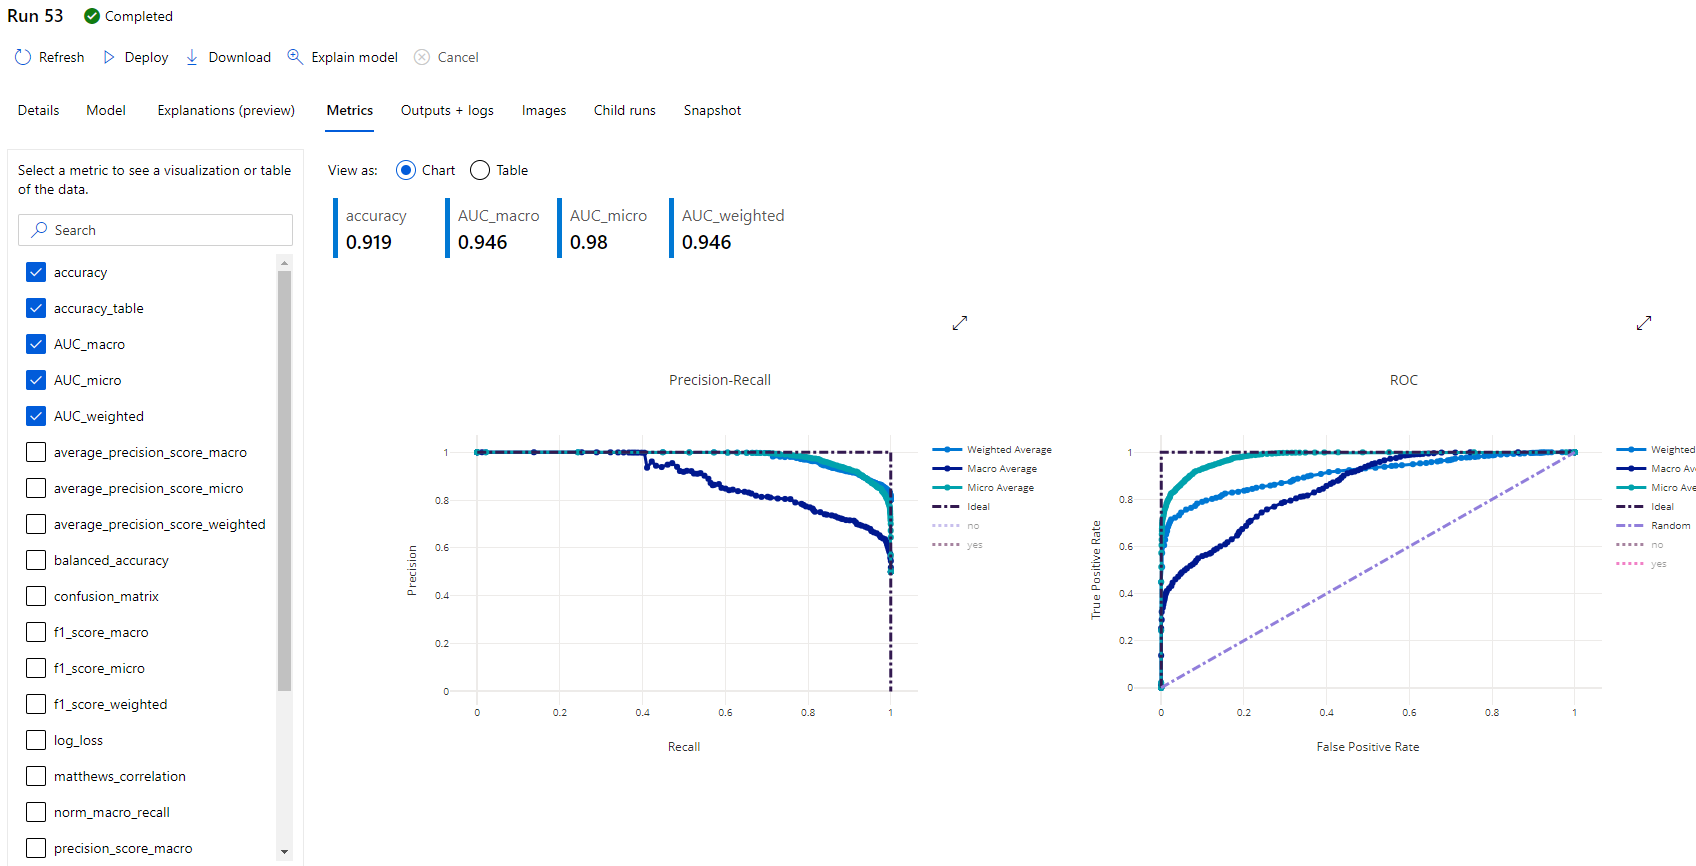 Run 53
Completed
Refresh
Deploy
Download
Explain model
Cancel
Details
Model
Explanations (preview)
Metrics
Outputs + logs
Images
Child runs
Snapshot
Select a metric to see a visualization or table
of the data.
Search
accuracy
accuracy_table
AUC_macro
AUC_micro
AUC_weighted
average_precision_score_macro
average_precision_score_micro
average_precision_score_weighted
balanced_accuracy
confusion_matrix
f1_score_macro
f1_score_micro
f1_score_weighted
log_loss
matthews_correlation
norm_macro_recall
precision_score_macro
View as:
Chart
Table
accuracy
0.919
AUC_macro
0.946
AUC_micro
0.98
AUC_weighted
0.946
Precision-Recall
1
0.8
0.6
0.4
0.2
0
Precision
0
0.2
0.4
0.6
0.8
1
Recall
Weighted Average
Macro Average
Micro Average
Ideal
no
yes
ROC
1
0.8
0.6
0.4
0.2
0
True Positive Rate
0
0.2
0.4
0.6
0.8
1
False Positive Rate
Weighted
Macro Ave
Micro Ave
Ideal
Random
no
yes